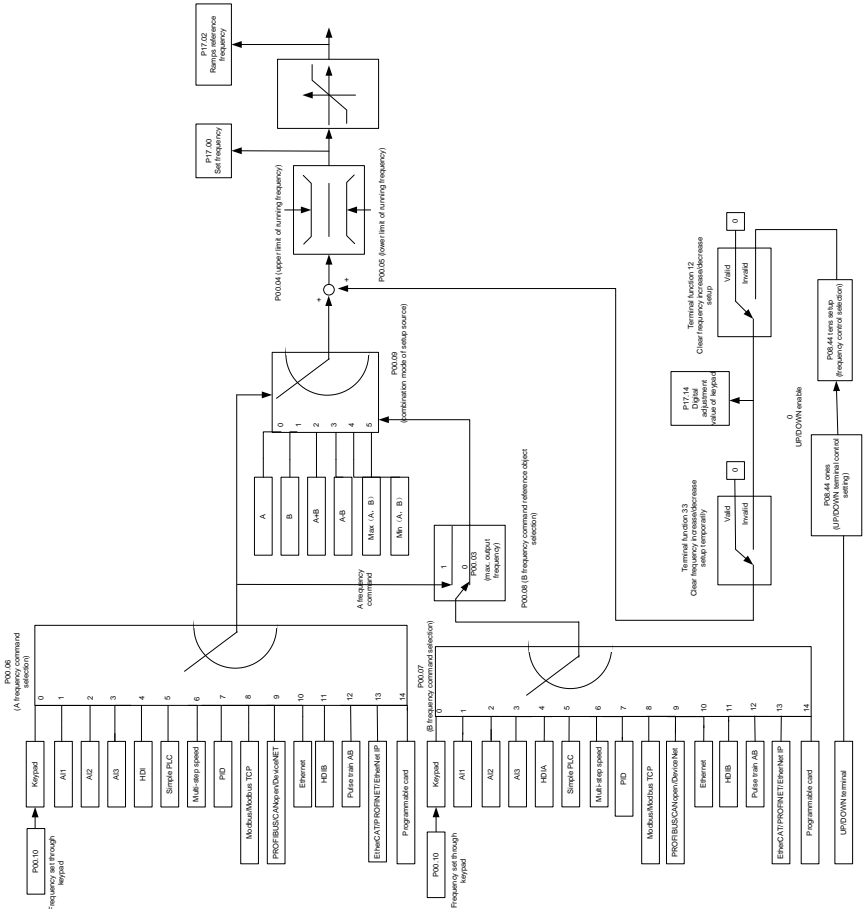 P17.02
Ramps reference
frequency
P17.00
Set frequency
P00.04 (upper limit of running frequency)
P00.05 (lower limit of running frequency)
+
+
P00.09
(combination mode of setup source)
0
1
2
3
4
5
A
B
A+B
A-B
Max (A, B)
Min (A, B)
A frequency
command
1
0
P00.03
(max. output
frequency)
P00.08 (B frequency command reference object
selection)
P00.06
(A frequency command
selection)
0
1
2
3
4
5
6
7
8
9
10
11
12
13
14
Keypad
AI1
AI2
AI3
HDI
Simple PLC
Multi-step speed
PID
Modbus/Modbus TCP
PROFIBUS/CANopen/DeviceNET
Ethernet
HDIB
Pulse train AB
EtherCAT/PROFINET/EtherNet IP
Programmable card
P00.10
Frequency set through
keypad
P00.07
(B frequency command selection)
0
1
2
3
4
5
6
7
8
9
10
11
12
13
14
Keypad
AI1
AI2
AI3
HDIA
Simple PLC
Multi-step speed
PID
Modbus/Modbus TCP
PROFIBUS/CANopen/DeviceNet
Ethernet
HDIB
Pulse train AB
EtherCAT/PROFINET/EtherNet IP
Programmable card
P00.10
Frequency set through
keypad
Terminal function 33
Clear frequency increase/decrease
setup temporarily
Valid
Invalid
0
P17.14
Digital
adjustment
value of keypad
Terminal function 12
Clear frequency increase/decrease
setup
Valid
Invalid
0
UP/DOWN terminal
P08.44 ones
(UP/DOWN terminal control
setting)
0
UP/DOWN enable
P08.44 tens setup
(frequency control selection)